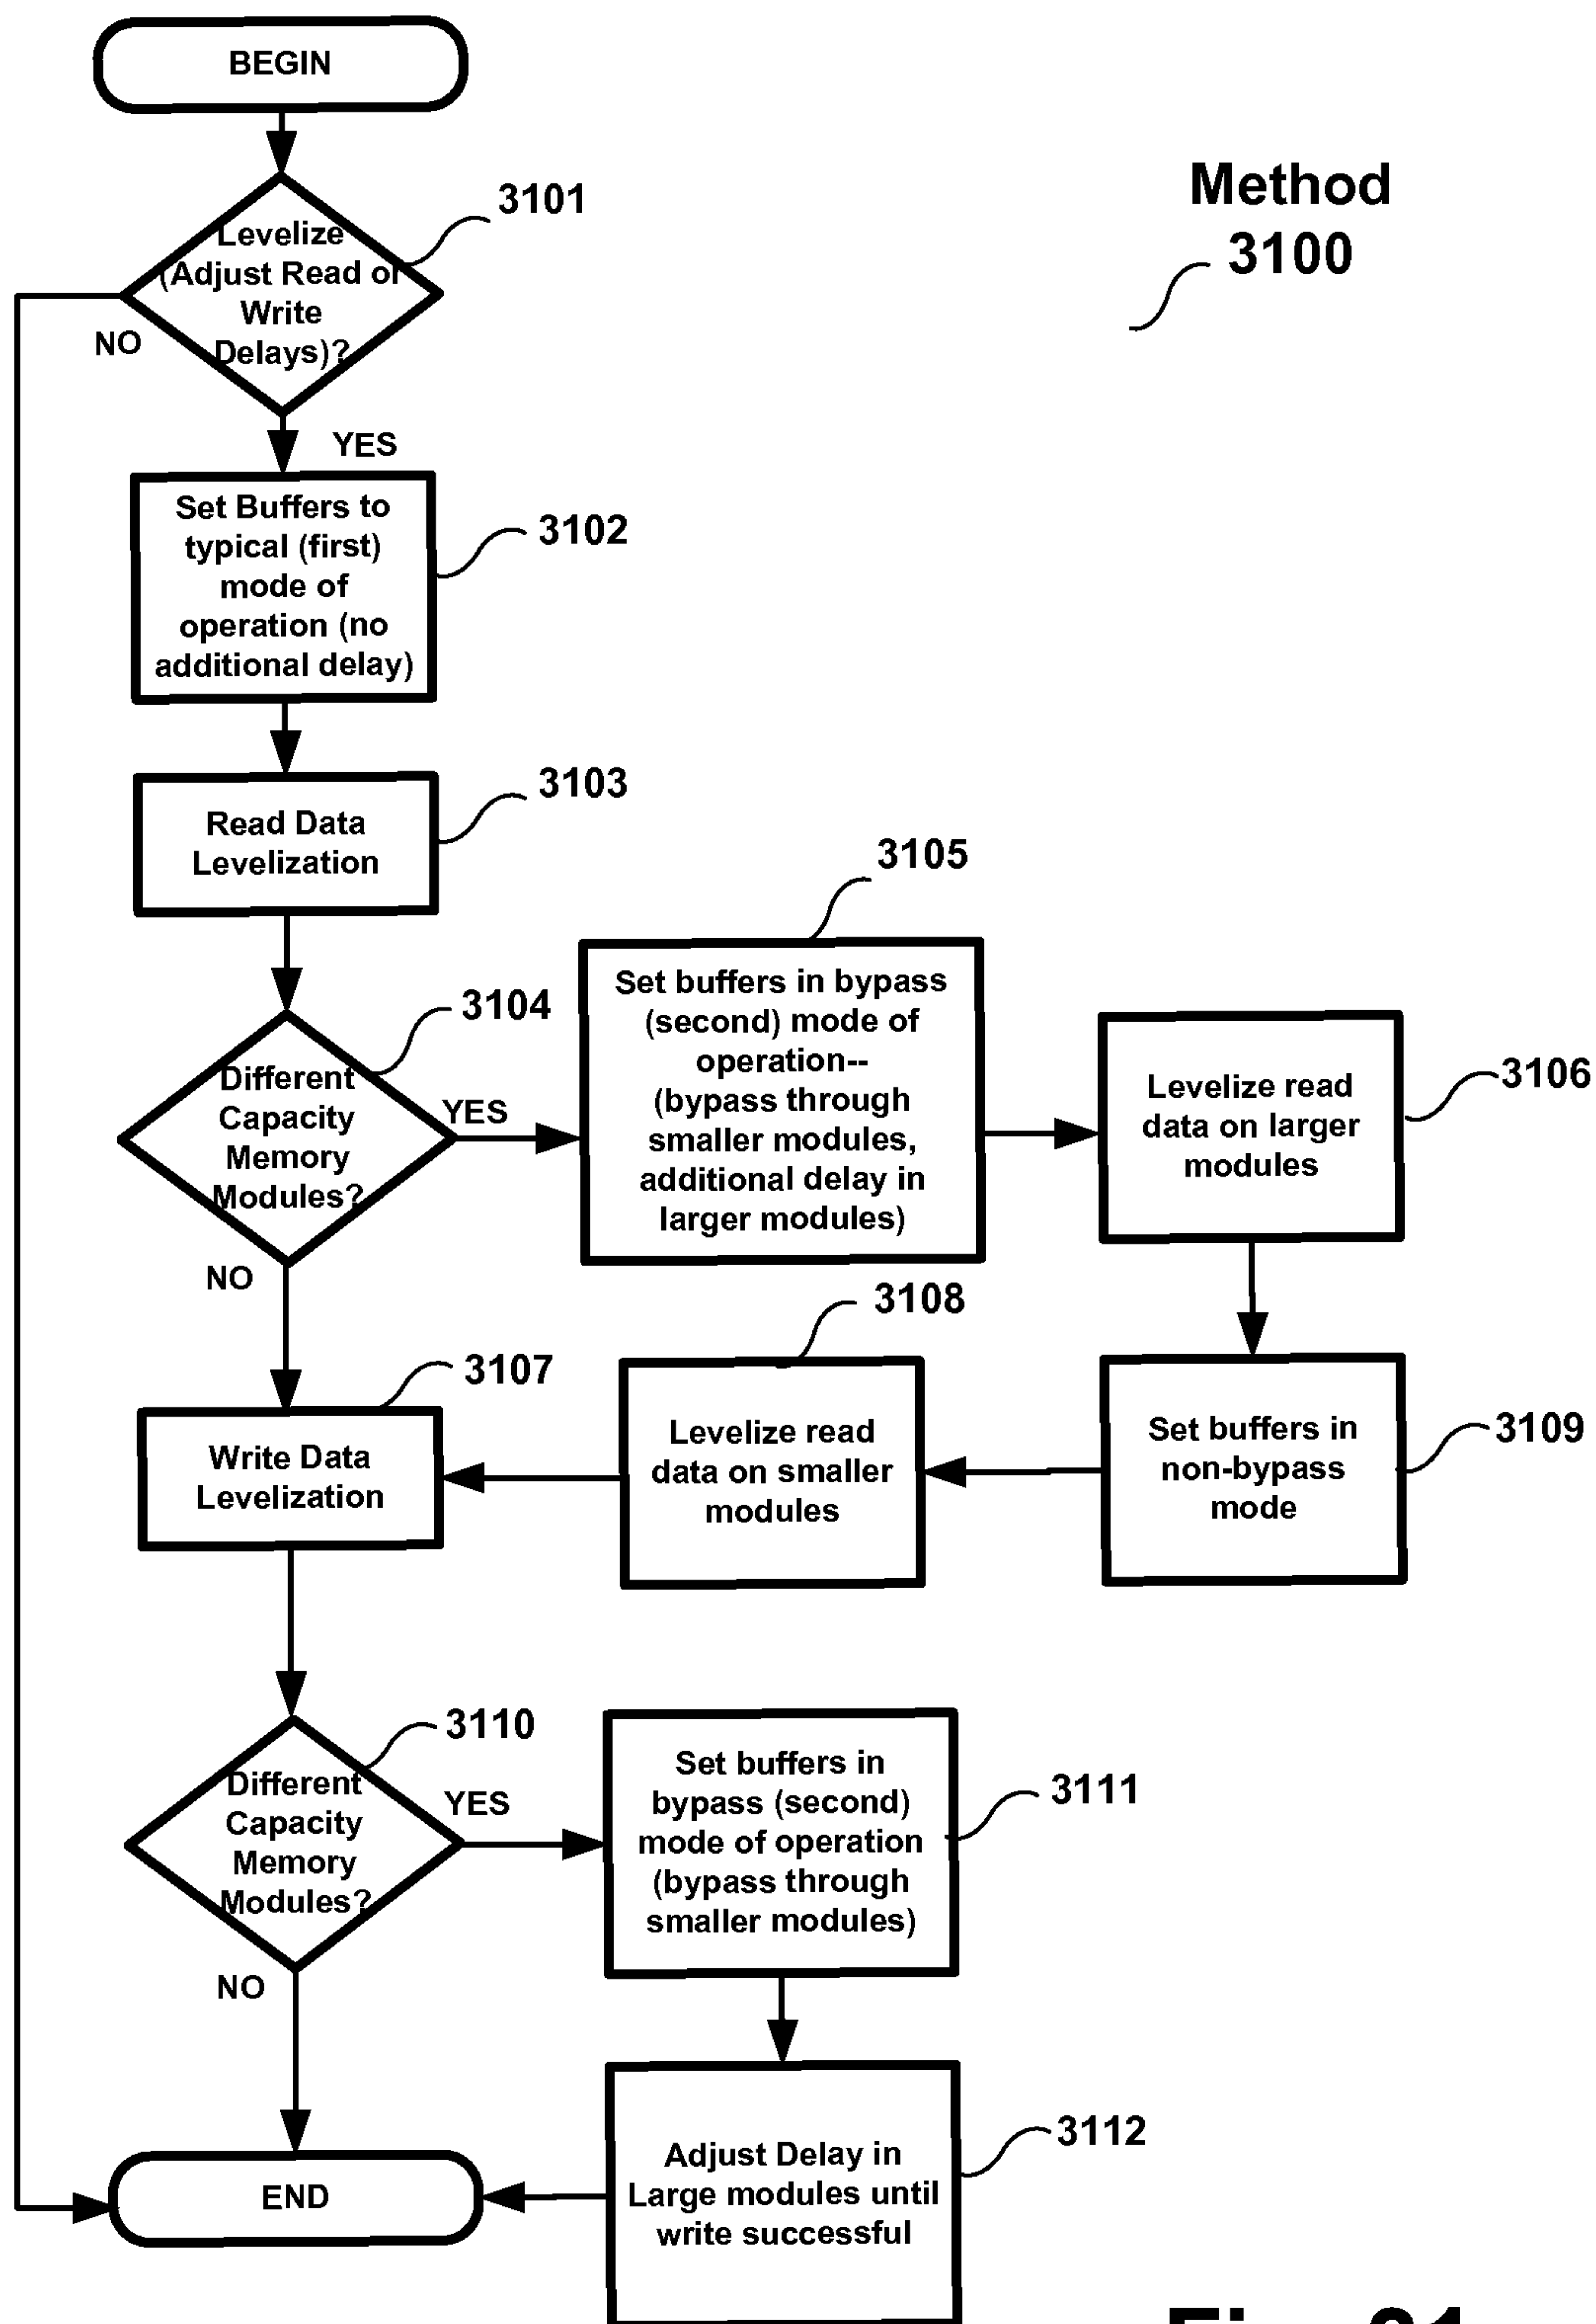 BEGIN
3101
Method
3100
Levelize
(Adjust Read or
Write
Delays)?
NO
YES
Set Buffers to
typical (first)
mode of
operation (no
additional delay)
3102
3103
Read Data
Levelization
3105
3104
Different
Capacity
Memory
Modules?
YES
NO
Set buffers in bypass
(second) mode of
operation--
(bypass through
smaller modules,
additional delay in
larger modules)
3106
Levelize read
data on larger
modules
3108
3107
Write Data
Levelization
Levelize read
data on smaller
modules
Set buffers in
non-bypass
mode
3109
3110
Different
Capacity
Memory
Modules?
YES
NO
Set buffers in
bypass (second)
mode of operation
(bypass through
smaller modules)
3111
3112
END
Adjust Delay in
Large modules until
write successful